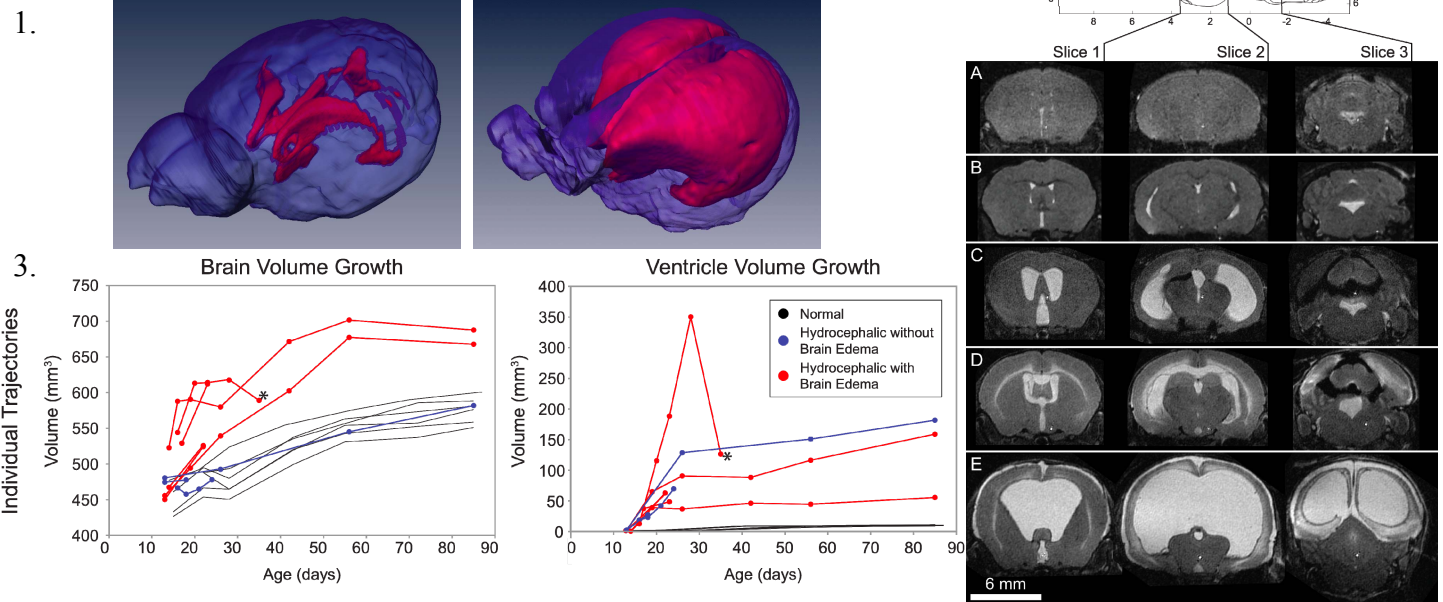 1.
3.
Brain Volume Growth
Individual Trajectories
Volume (mm³)
750
700
650
600
550
500
450
400
*
0 10 20 30 40 50 60 70 80 90
Age (days)
Ventricle Volume Growth
Volume (mm³)
400
350
300
250
200
150
100
50
0
Normal
Hydrocephalic without
Brain Edema
Hydrocephalic with
Brain Edema
*
0 10 20 30 40 50 60 70 80 90
Age (days)
6
8 6 4 2 0 -2 -4
Slice 1 Slice 2 Slice 3
A
B
C
D
E
6 mm